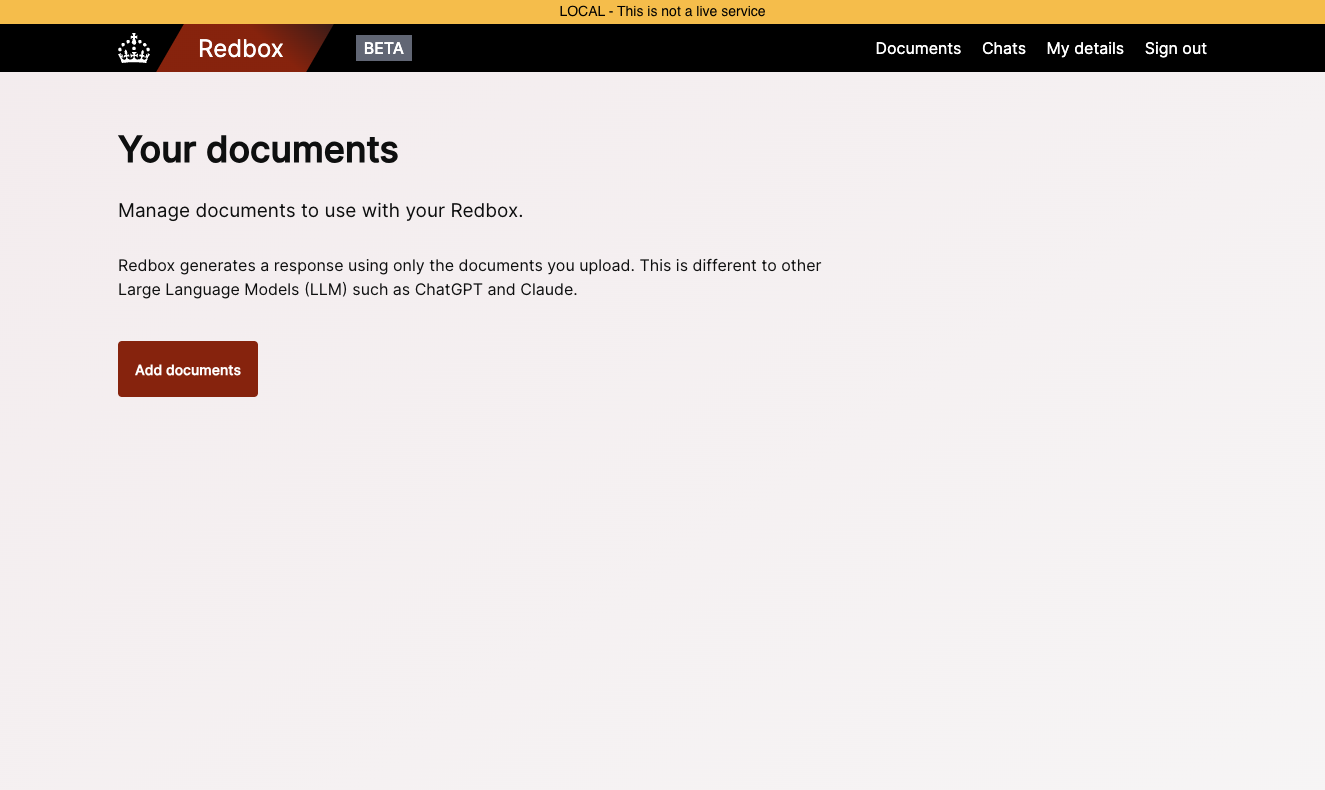 LOCAL - This is not a live service
Redbox
BETA
Documents
Chats
My details
Sign out
Your documents
Manage documents to use with your Redbox.
Redbox generates a response using only the documents you upload. This is different to other
Large Language Models (LLM) such as ChatGPT and Claude.
Add documents